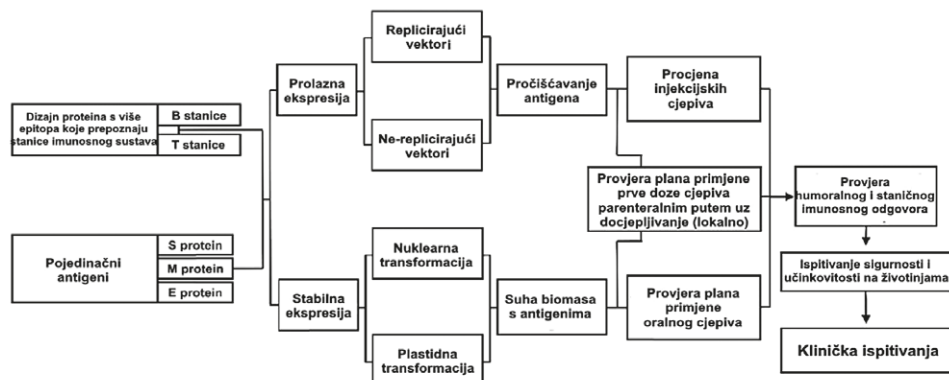 Dizajn proteina s više
epitopa koje prepoznaju
stanice imunosnog sustava
B stanice
T stanice
Pojedinačni
antigeni
S protein
M protein
E protein
Prolazna
ekspresija
Stabilna
ekspresija
Replicirajući
vektori
Ne-replicirajući
vektori
Nuklearna
transformacija
Plastidna
transformacija
Pročišćavanje
antigena
Suha biomasa
s antigenima
Procjena
injekcijskih
cjepiva
Provjera plana primjene
prve doze cjepiva
parenteralnim putem uz
docjepljivanje (lokalno)
Provjera plana
primjene
oralnog cjepiva
Provjera
humoralnog i staničnog
imunosnog odgovora
Ispitivanje sigurnosti i
učinkovitosti na životinjama
Klinička ispitivanja